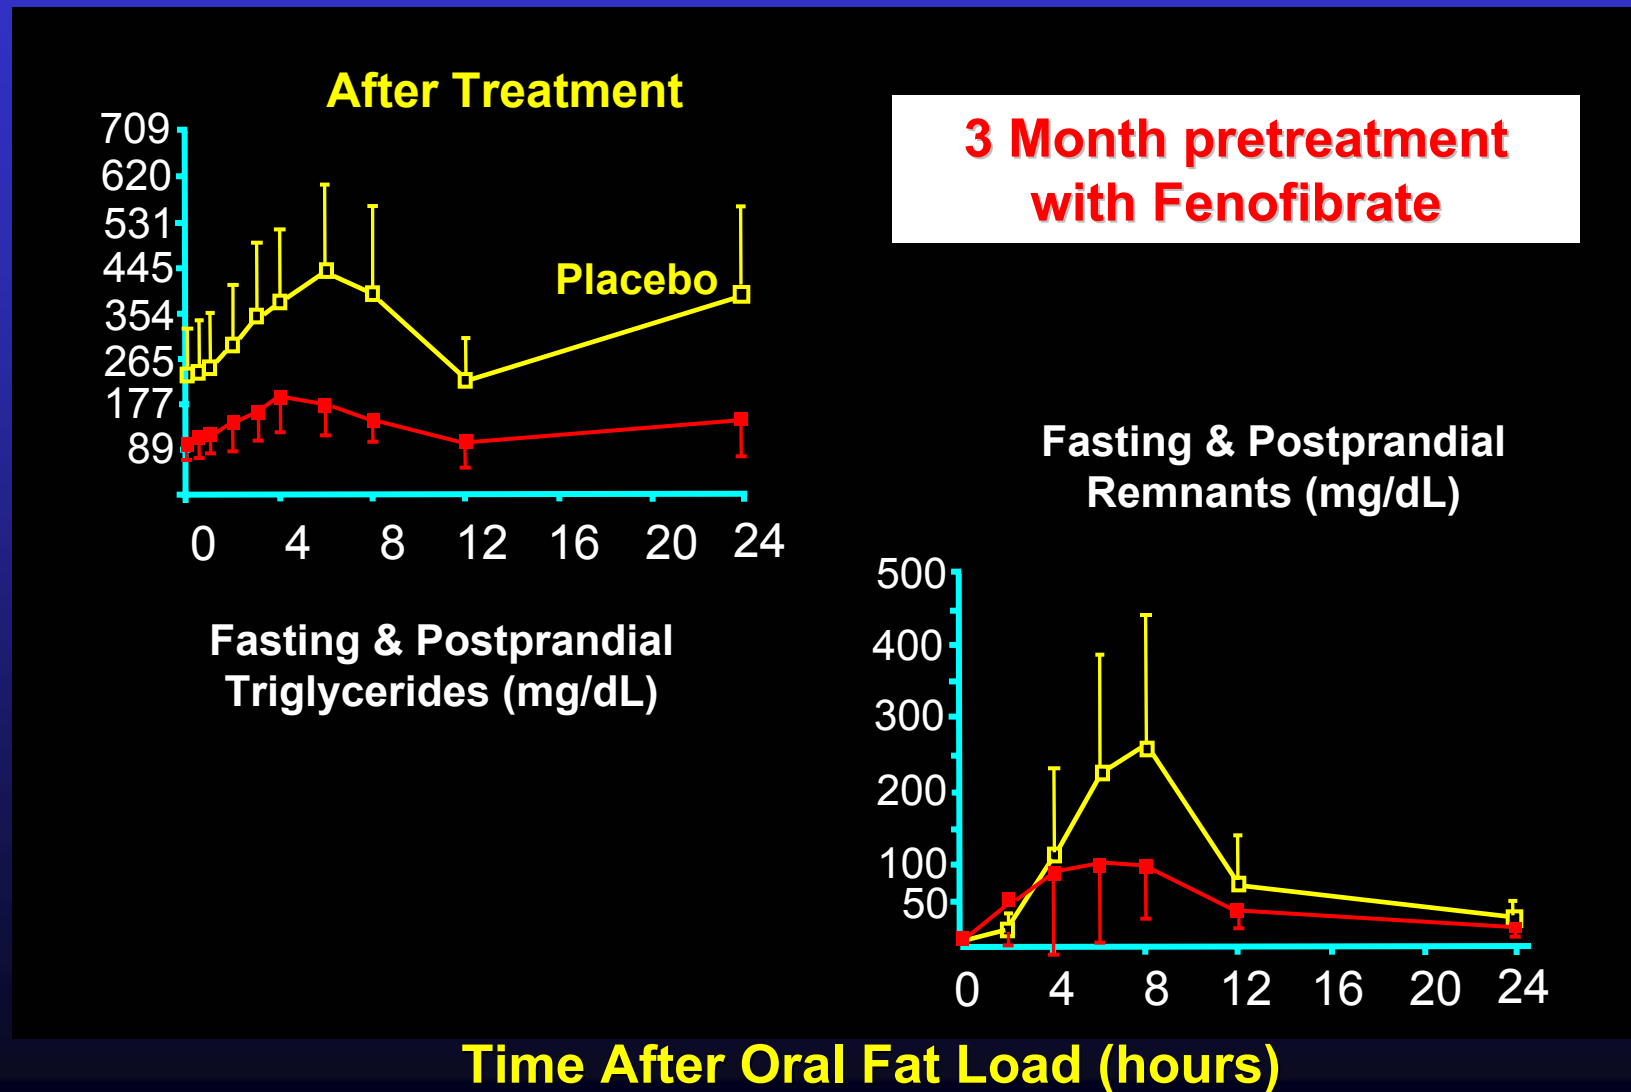 After Treatment
709
620
531
445
354
265
177
89
Placebo
0 4 8 12 16 20 24
Fasting & Postprandial
Triglycerides (mg/dL)
3 Month pretreatment
with Fenofibrate
Fasting & Postprandial
Remnants (mg/dL)
500
400
300
200
100
50
0 4 8 12 16 20 24
Time After Oral Fat Load (hours)